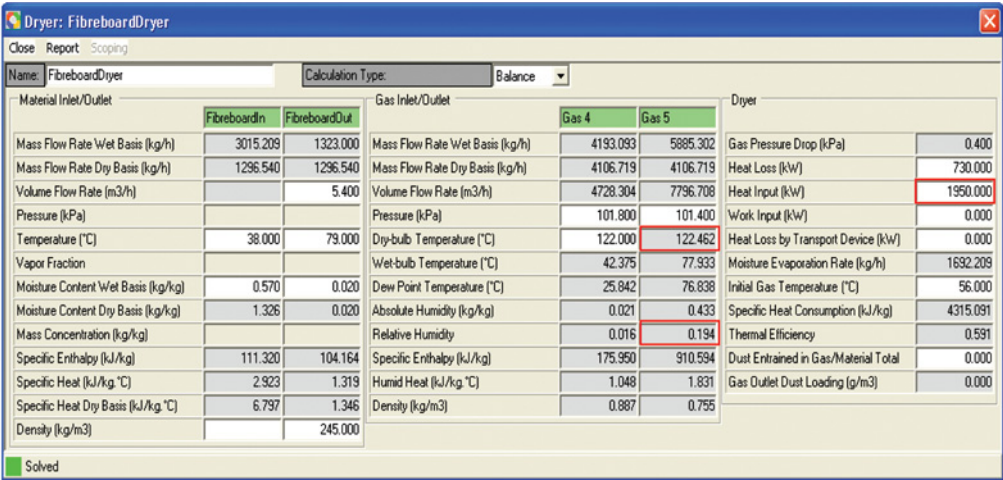 Dryer: FibreboardDryer
Close Report Scoping
Name: FibreboardDryer Calculation Type: Balance
Material Inlet/Outlet
FibreboardIn FibreboardOut
Mass Flow Rate Wet Basis (kg/h) 3015.209 1323.000
Mass Flow Rate Dry Basis (kg/h) 1296.540 1296.540
Volume Flow Rate (m3/h) 5.400
Pressure (kPa)
Temperature (°C) 38.000 79.000
Vapor Fraction
Moisture Content Wet Basis (kg/kg) 0.570 0.020
Moisture Content Dry Basis (kg/kg) 1.326 0.020
Mass Concentration (kg/kg)
Specific Enthalpy (kJ/kg) 111.320 104.164
Specific Heat (kJ/kg.°C) 2.923 1.319
Specific Heat Dry Basis (kJ/kg.°C) 6.797 1.346
Density (kg/m3) 245.000
Gas Inlet/Outlet
Gas 4 Gas 5
Mass Flow Rate Wet Basis (kg/h) 4193.093 5885.302
Mass Flow Rate Dry Basis (kg/h) 4106.719 4106.719
Volume Flow Rate (m3/h) 4728.304 7796.708
Pressure (kPa) 101.800 101.400
Dry-bulb Temperature (°C) 122.000 122.462
Wet-bulb Temperature (°C) 42.375 77.933
Dew Point Temperature (°C) 25.842 76.838
Absolute Humidity (kg/kg) 0.021 0.433
Relative Humidity 0.016 0.194
Specific Enthalpy (kJ/kg) 175.950 910.594
Humid Heat (kJ/kg.°C) 1.048 1.831
Density (kg/m3) 0.887 0.755
Dryer
Gas Pressure Drop (kPa) 0.400
Heat Loss (kW) 730.000
Heat Input (kW) 1950.000
Work Input (kW) 0.000
Heat Loss by Transport Device (kW) 0.000
Moisture Evaporation Rate (kg/h) 1692.209
Initial Gas Temperature (°C) 56.000
Specific Heat Consumption (kJ/kg) 4315.091
Thermal Efficiency 0.591
Dust Entrained in Gas/Material Total 0.000
Gas Outlet Dust Loading (g/m3) 0.000
Solved